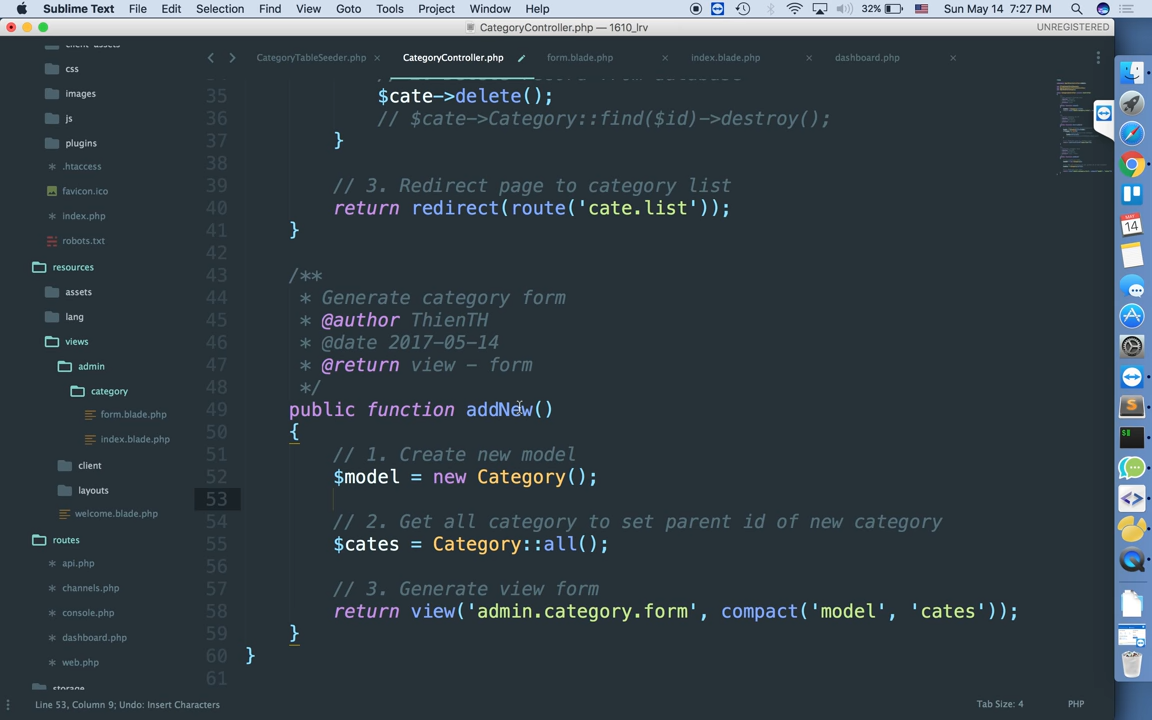 Sublime Text File Edit Selection Find View Goto Tools Project Window Help 32% Sun May 14 7:27 PM
CategoryController.php — 1610_lrv UNREGISTERED
CategoryTableSeeder.php × CategoryController.php form.blade.php × index.blade.php × dashboard.php ×
css
images
js
plugins
.htaccess
favicon.ico
index.php
robots.txt
resources
assets
lang
views
admin
category
form.blade.php
index.blade.php
client
layouts
welcome.blade.php
routes
api.php
channels.php
console.php
dashboard.php
web.php
storage
35 $cate->delete();
36 // $cate->Category::find($id)->destroy();
37 }
38
39 // 3. Redirect page to category list
40 return redirect(route('cate.list'));
41 }
42
43 /**
44 * Generate category form
45 * @author ThienTH
46 * @date 2017-05-14
47 * @return view - form
48 */
49 public function addNew()
50 {
51 // 1. Create new model
52 $model = new Category();
53
54 // 2. Get all category to set parent id of new category
55 $cates = Category::all();
56
57 // 3. Generate view form
58 return view('admin.category.form', compact('model', 'cates'));
59 }
60 }
61
Line 53, Column 9; Undo: Insert Characters Tab Size: 4 PHP